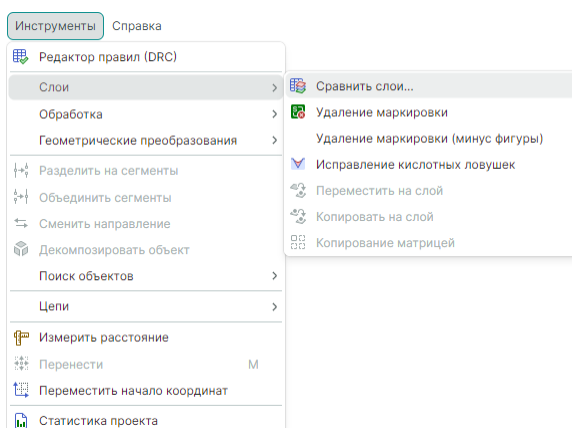 Инструменты Справка
Редактор правил (DRC)
Слои
Обработка
Геометрические преобразования
Разделить на сегменты
Объединить сегменты
Сменить направление
Декомпозировать объект
Поиск объектов
Цепи
Измерить расстояние
Перенести M
Переместить начало координат
Статистика проекта
Сравнить слои...
Удаление маркировки
Удаление маркировки (минус фигуры)
Исправление кислотных ловушек
Переместить на слой
Копировать на слой
Копирование матрицей